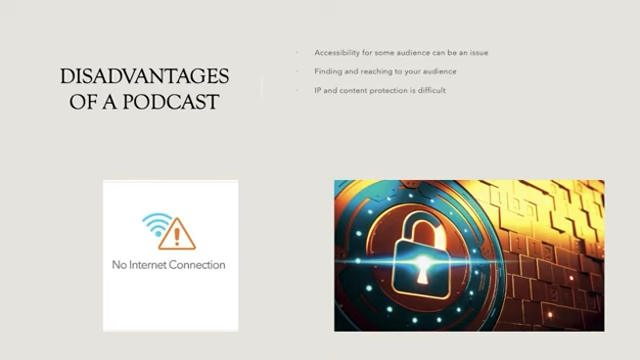 DISADVANTAGES
OF A PODCAST
Accessibility for some audience can be an issue
Finding and reaching to your audience
IP and content protection is difficult
No Internet Connection